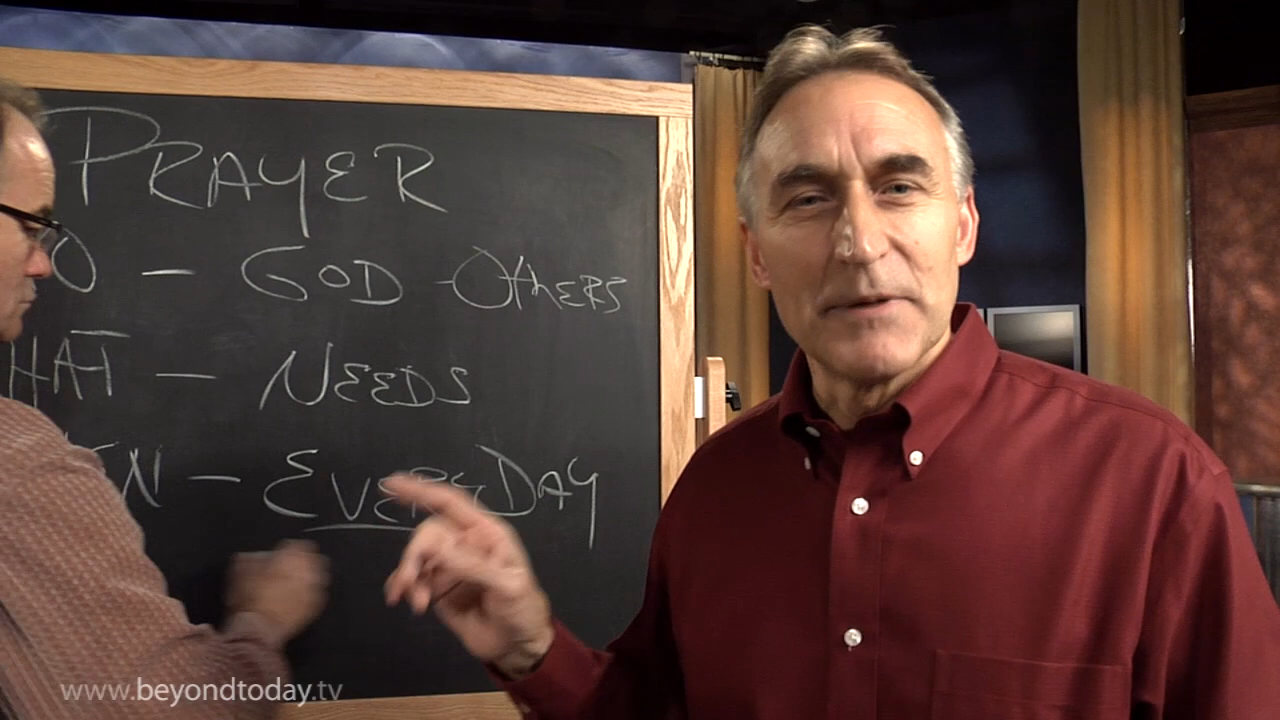 PRAYER
O - GOD - OthERS
HAT - NEEDS
EN - EVERYDAY
www.beyondtoday.tv